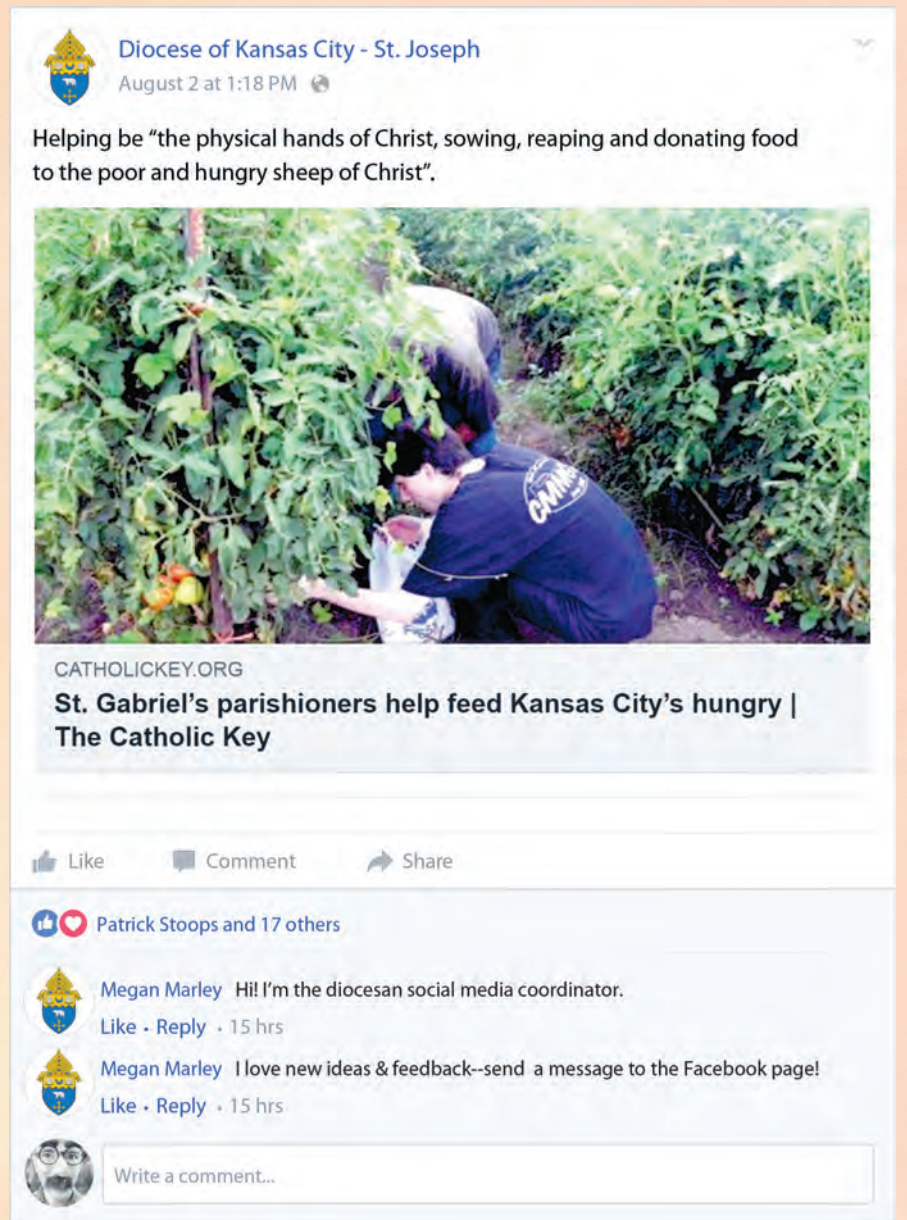 Diocese of Kansas City - St. Joseph
August 2 at 1:18 PM
Helping be “the physical hands of Christ, sowing, reaping and donating food
to the poor and hungry sheep of Christ”.
CATHOLICKEY.ORG
St. Gabriel’s parishioners help feed Kansas City’s hungry |
The Catholic Key
Like Comment Share
Patrick Stoops and 17 others
Megan Marley Hi! I’m the diocesan social media coordinator.
Like · Reply · 15 hrs
Megan Marley I love new ideas & feedback--send a message to the Facebook page!
Like · Reply · 15 hrs
Write a comment...